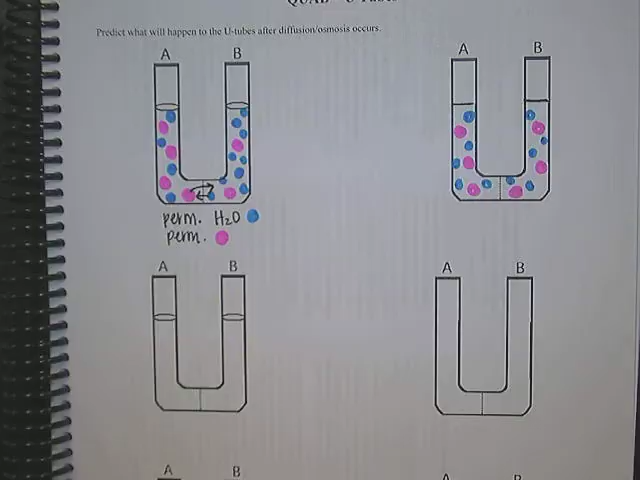 Predict what will happen to the U-tubes after diffusion/osmosis occurs.
A B
A B
perm. H₂O
perm.
A B
A B
A B